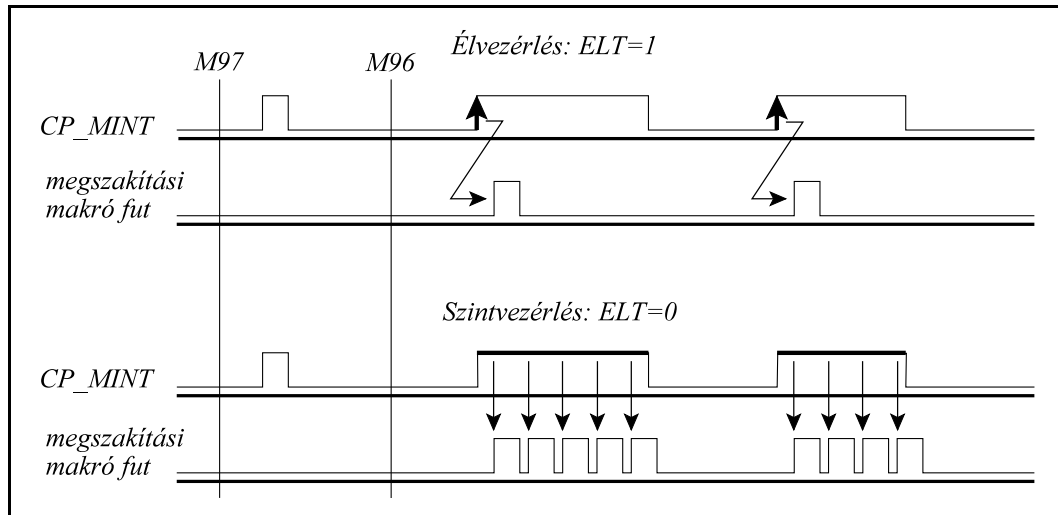 Élvezérlés: ELT=1
M97
M96
CP_MINT
megszakítási
makró fut
Szintvezérlés: ELT=0
CP_MINT
megszakítási
makró fut